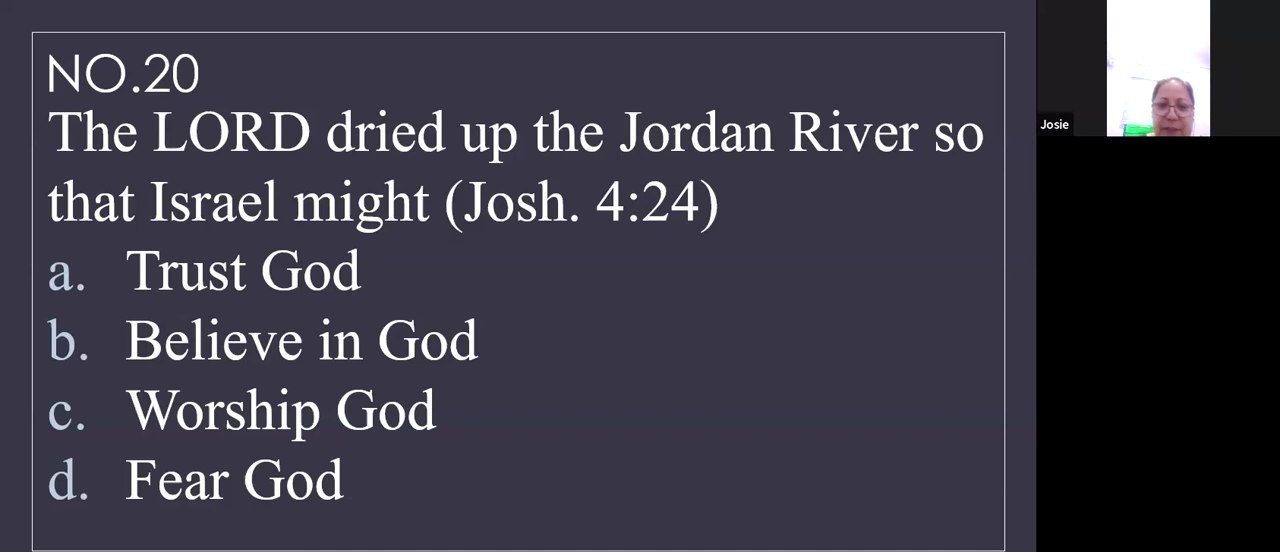 NO.20
The LORD dried up the Jordan River so
that Israel might (Josh. 4:24)
a. Trust God
b. Believe in God
c. Worship God
d. Fear God
Josie